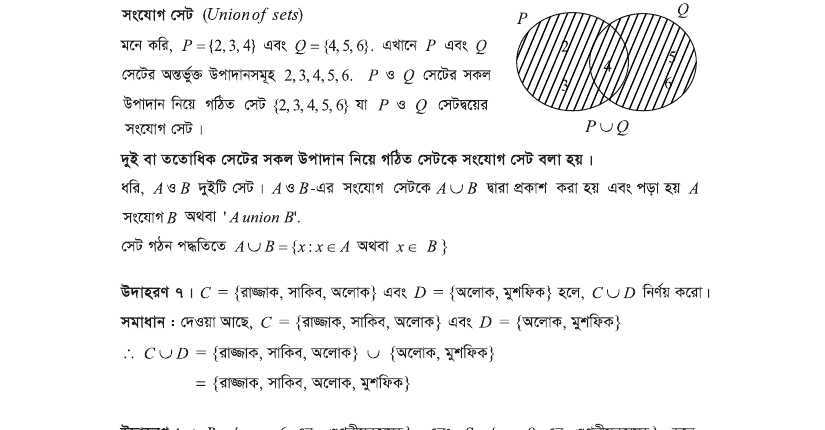 সংযোগ সেট (Union of sets)
মনে করি, P = {2, 3, 4} এবং Q = {4, 5, 6}. এখানে P এবং Q
সেটের অন্তর্ভুক্ত উপাদানসমূহ 2, 3, 4, 5, 6. P ও Q সেটের সকল
উপাদান নিয়ে গঠিত সেট {2, 3, 4, 5, 6} যা P ও Q সেটদ্বয়ের
সংযোগ সেট।
P
Q
2
3
4
5
6
P ∪ Q
দুই বা ততোধিক সেটের সকল উপাদান নিয়ে গঠিত সেটকে সংযোগ সেট বলা হয়।
ধরি, A ও B দুইটি সেট। A ও B-এর সংযোগ সেটকে A ∪ B দ্বারা প্রকাশ করা হয় এবং পড়া হয় A
সংযোগ B অথবা 'A union B'.
সেট গঠন পদ্ধতিতে A ∪ B = {x : x ∈ A অথবা x ∈ B}
উদাহরণ ৭। C = {রাজ্জাক, সাকিব, অলোক} এবং D = {অলোক, মুশফিক} হলে, C ∪ D নির্ণয় করো।
সমাধান : দেওয়া আছে, C = {রাজ্জাক, সাকিব, অলোক} এবং D = {অলোক, মুশফিক}
∴ C ∪ D = {রাজ্জাক, সাকিব, অলোক} ∪ {অলোক, মুশফিক}
= {রাজ্জাক, সাকিব, অলোক, মুশফিক}